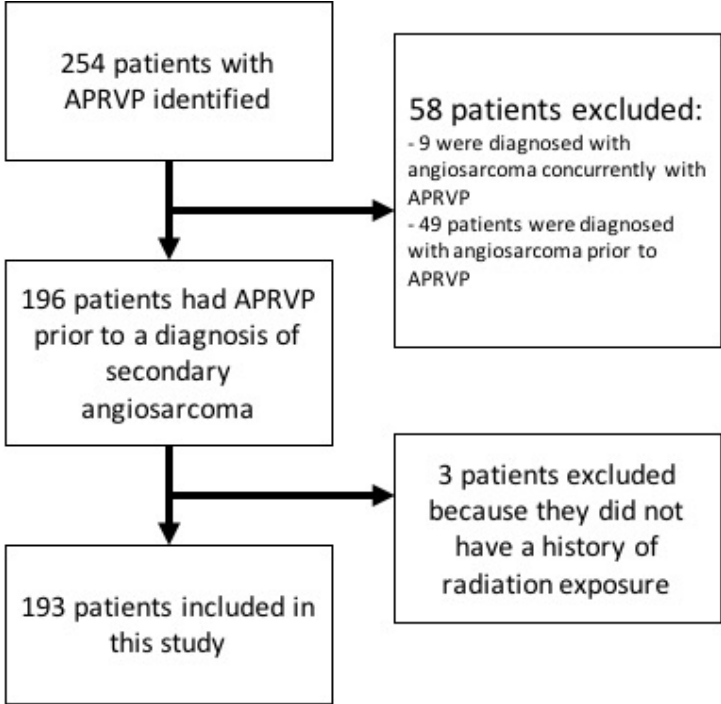 254 patients with
APRVP identified
58 patients excluded:
- 9 were diagnosed with
angiosarcoma concurrently with
APRVP
- 49 patients were diagnosed
with angiosarcoma prior to
APRVP
196 patients had APRVP
prior to a diagnosis of
secondary
angiosarcoma
3 patients excluded
because they did not
have a history of
radiation exposure
193 patients included in
this study